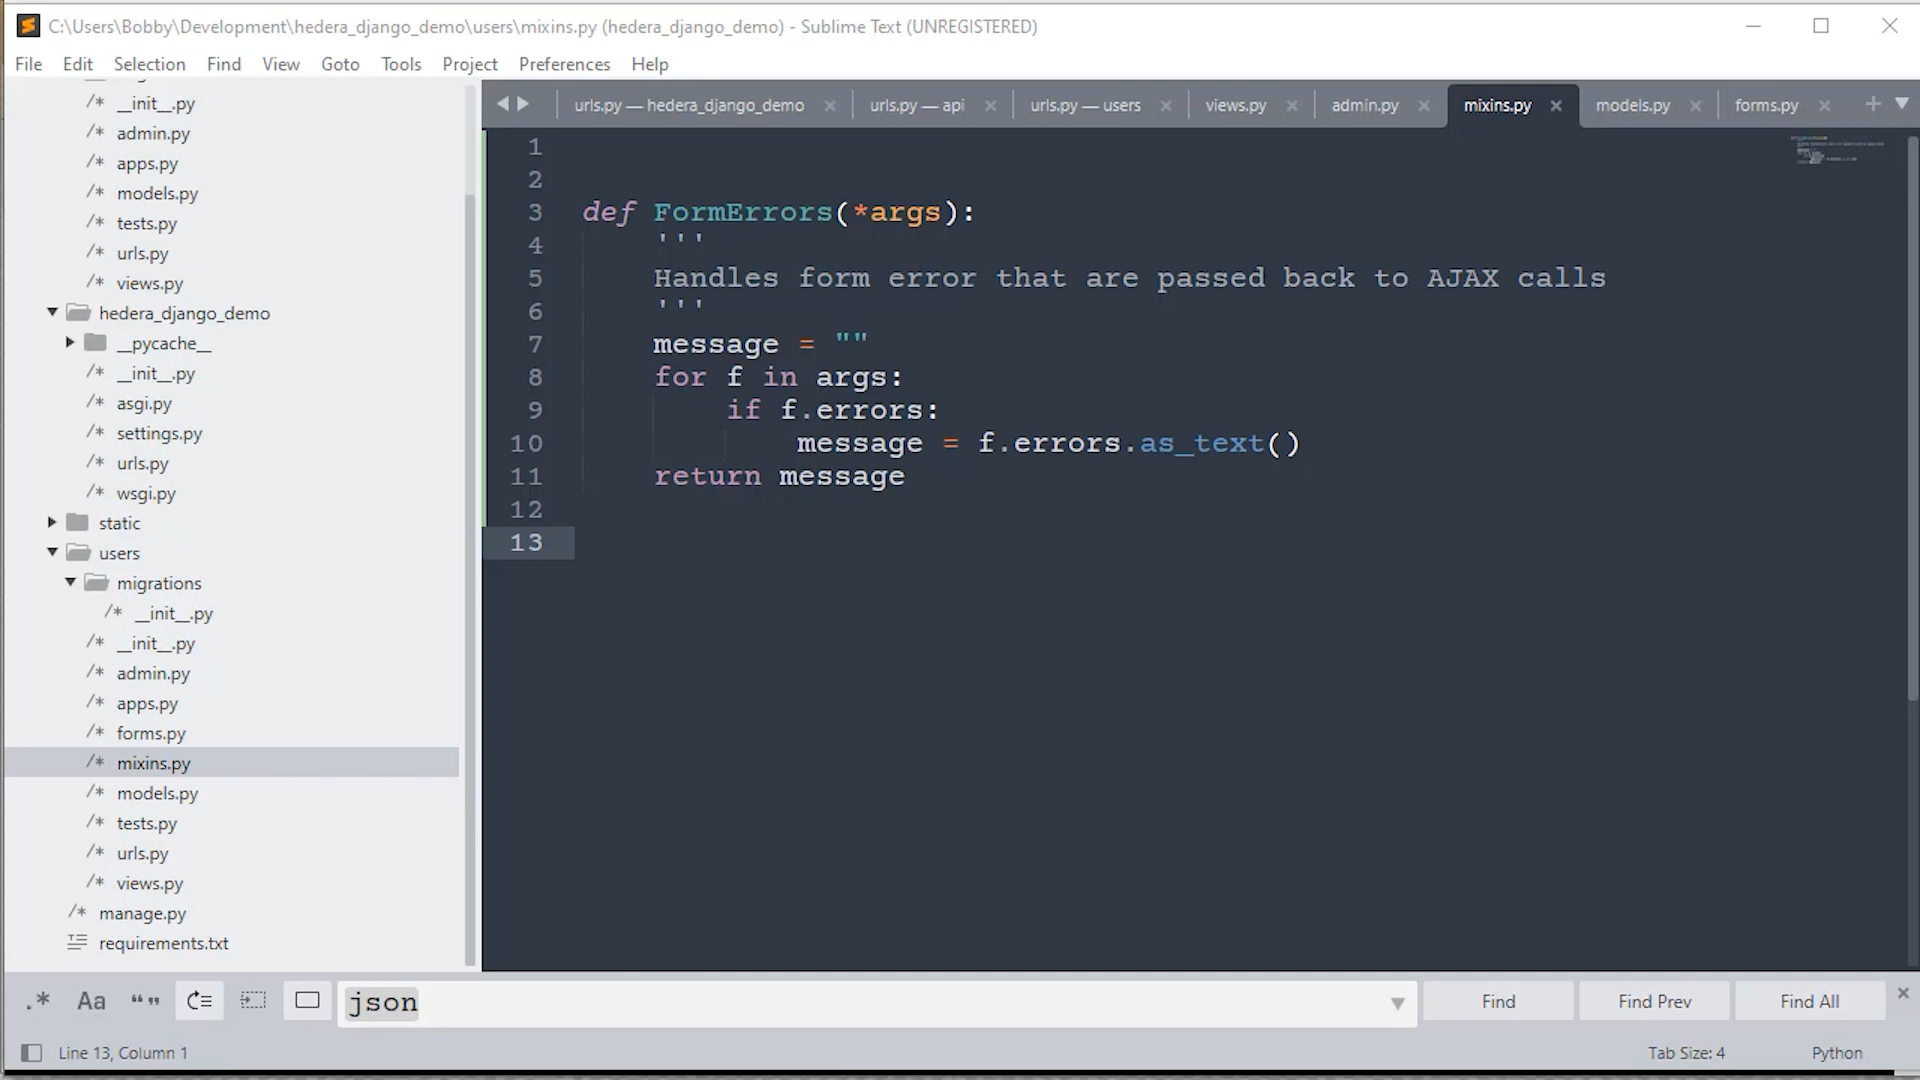 C:\Users\Bobby\Development\hedera_django_demo\users\mixins.py (hedera_django_demo) - Sublime Text (UNREGISTERED)
File Edit Selection Find View Goto Tools Project Preferences Help
urls.py — hedera_django_demo × urls.py — api × urls.py — users × views.py × admin.py × mixins.py × models.py × forms.py × +
/* __init__.py
/* admin.py
/* apps.py
/* models.py
/* tests.py
/* urls.py
/* views.py
hedera_django_demo
__pycache__
/* __init__.py
/* asgi.py
/* settings.py
/* urls.py
/* wsgi.py
static
users
migrations
/* __init__.py
/* __init__.py
/* admin.py
/* apps.py
/* forms.py
/* mixins.py
/* models.py
/* tests.py
/* urls.py
/* views.py
/* manage.py
requirements.txt
1
2
3 def FormErrors(*args):
4     '''
5     Handles form error that are passed back to AJAX calls
6     '''
7     message = ""
8     for f in args:
9         if f.errors:
10             message = f.errors.as_text()
11     return message
12
13
.* Aa “” json Find Find Prev Find All ×
Line 13, Column 1 Tab Size: 4 Python